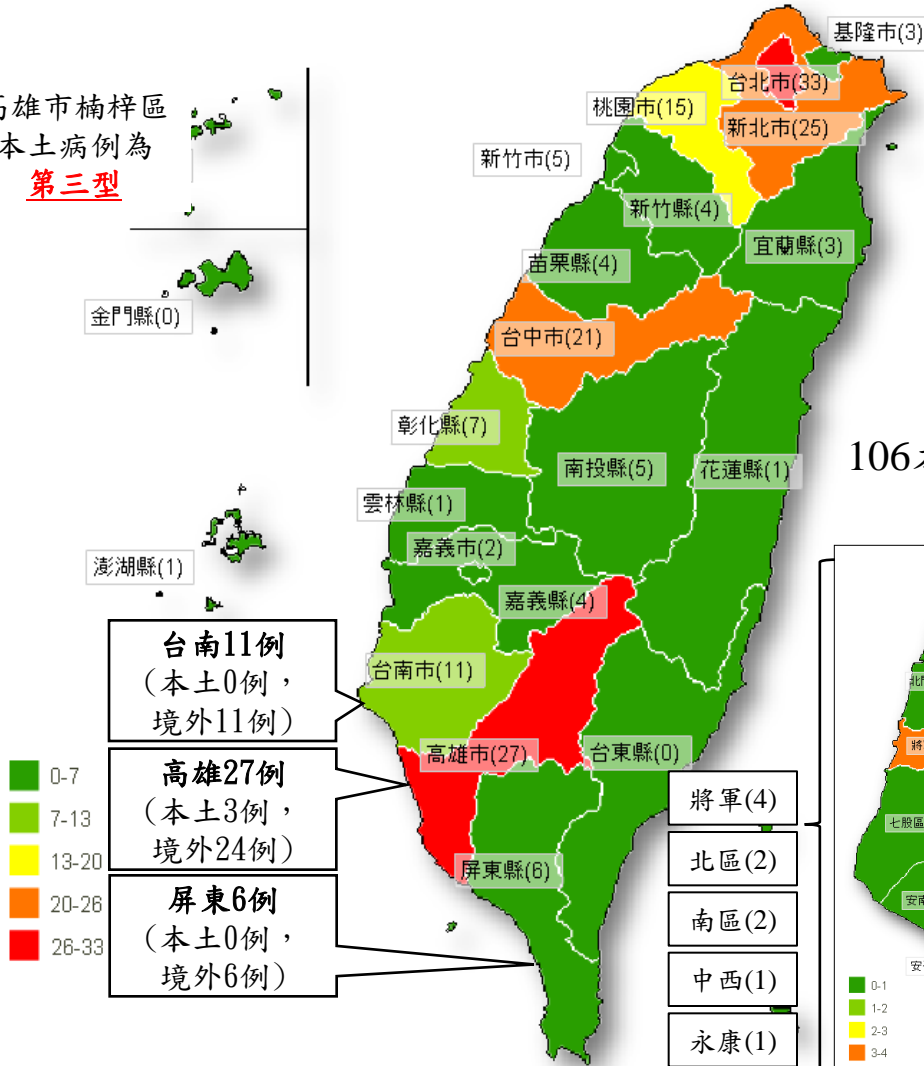 基隆市(3)
台北市(33)
高雄市楠梓區
本土病例為
第三型
桃園市(15)
新北市(25)
新竹市(5)
新竹縣(4)
宜蘭縣(3)
苗栗縣(4)
金門縣(0)
台中市(21)
彰化縣(7)
南投縣(5)
花蓮縣(1)
106
雲林縣(1)
嘉義市(2)
澎湖縣(1)
嘉義縣(4)
台南11例
(本土0例，
境外11例)
台南市(11)
高雄市(27)
台東縣(0)
高雄27例
(本土3例，
境外24例)
屏東縣(6)
屏東6例
(本土0例，
境外6例)
0-7
7-13
13-20
20-26
26-33
將軍(4)
北區(2)
南區(2)
中西(1)
永康(1)
北門
將
七股區
安南
安
0-1
1-2
2-3
3-4